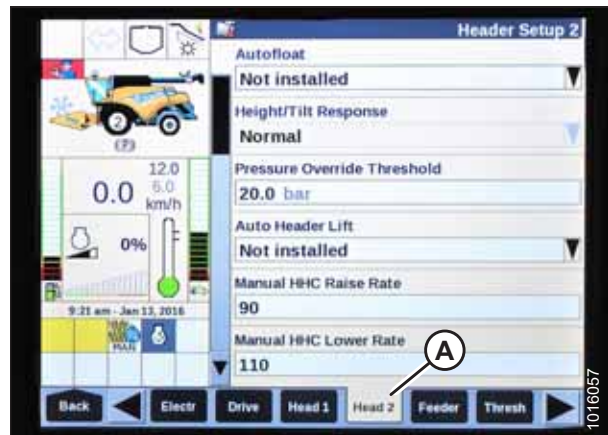 Header Setup 2
Autofloat
Not installed
Height/Tilt Response
Normal
Pressure Override Threshold
20.0 bar
Auto Header Lift
Not installed
Manual HHC Raise Rate
90
Manual HHC Lower Rate
110
2
(P)
12.0
0.0 6.0
km/h
0%
9:21 am - Jan 13, 2016
MAN
A
Back Electr Drive Head 1 Head 2 Feeder Thresh
1016057